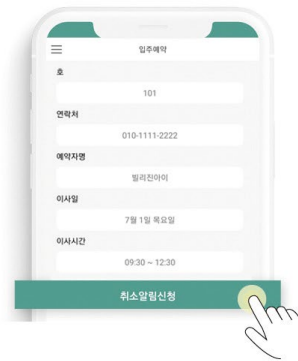 입주예약
호
101
연락처
010-1111-2222
예약자명
빌리진아이
이사일
7월 1일 목요일
이사시간
09:30 ~ 12:30
취소알림신청